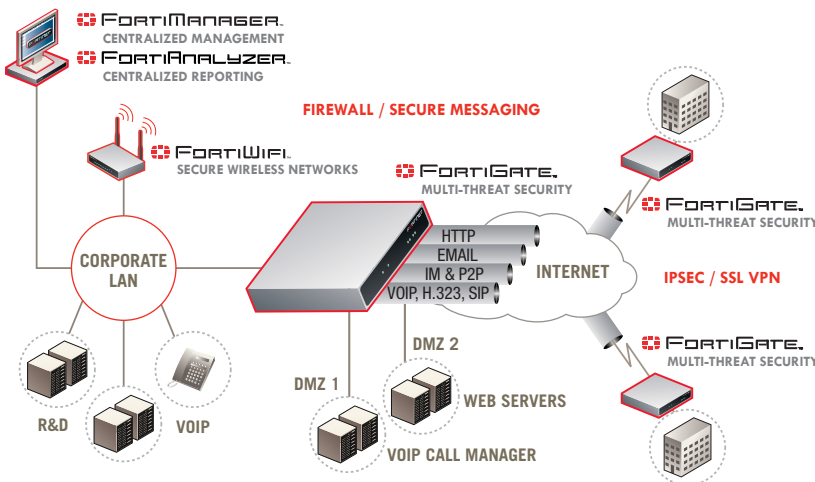 FORTIMANAGER
CENTRALIZED MANAGEMENT
FORTIANALYZER
CENTRALIZED REPORTING
FIREWALL / SECURE MESSAGING
FORTIWIFI
SECURE WIRELESS NETWORKS
FORTIGATE
MULTI-THREAT SECURITY
FORTIGATE
MULTI-THREAT SECURITY
HTTP
EMAIL
IM & P2P
VOIP, H.323, SIP
INTERNET
IPSEC / SSL VPN
CORPORATE
LAN
FORTIGATE
MULTI-THREAT SECURITY
DMZ 2
DMZ 1
WEB SERVERS
R&D
VOIP
VOIP CALL MANAGER